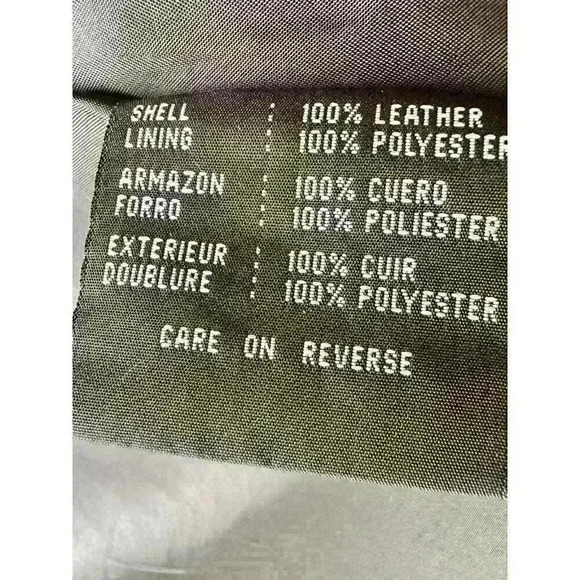 SHELL : 100% LEATHER
LINING : 100% POLYESTER
ARMAZON : 100% CUERO
FORRO : 100% POLIESTER
EXTERIEUR : 100% CUIR
DOUBLURE : 100% POLYESTER
CARE ON REVERSE